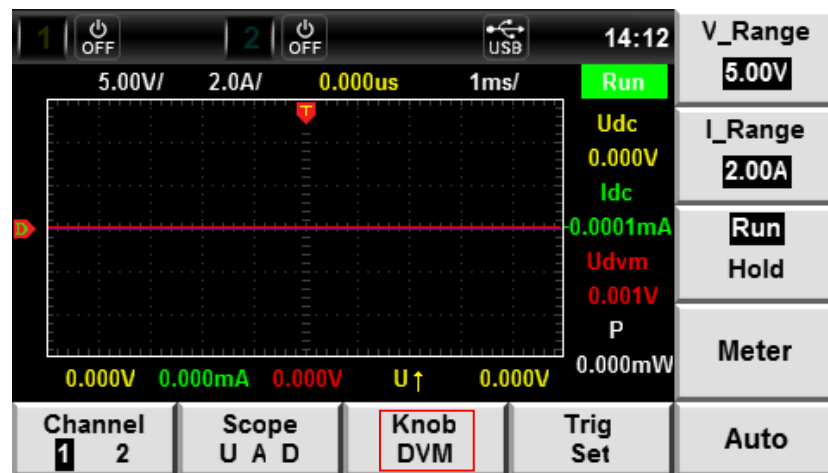 1 OFF 2 OFF USB 14:12
V_Range
5.00V
5.00V/ 2.0A/ 0.000us 1ms/ Run
T
Udc
0.000V
I_Range
2.00A
Idc
D
-0.0001mA
Run
Hold
Udvm
0.001V
P
0.000mW
Meter
0.000V 0.000mA 0.000V U↑ 0.000V
Channel
1 2
Scope
U A D
Knob
DVM
Trig
Set
Auto